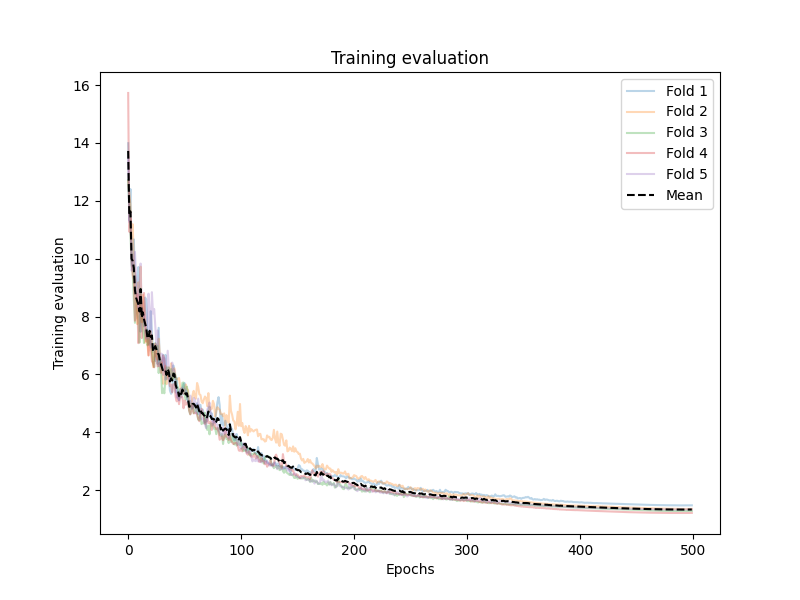 Training evaluation
Training evaluation
16
14
12
10
8
6
4
2
0
100
200
300
400
500
Epochs
Fold 1
Fold 2
Fold 3
Fold 4
Fold 5
Mean